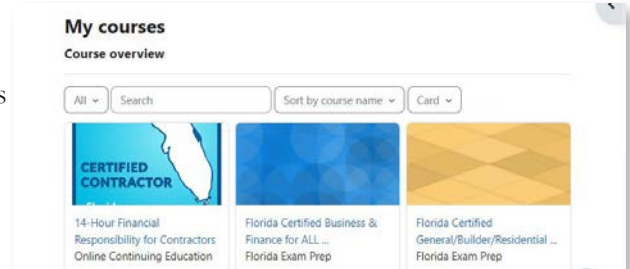 My courses
Course overview
s
All
Search
Sort by course name
Card
CERTIFIED
CONTRACTOR
14-Hour Financial
Responsibility for Contractors
Online Continuing Education
Florida Certified Business &
Finance for ALL ...
Florida Exam Prep
Florida Certified
General/Builder/Residential ...
Florida Exam Prep